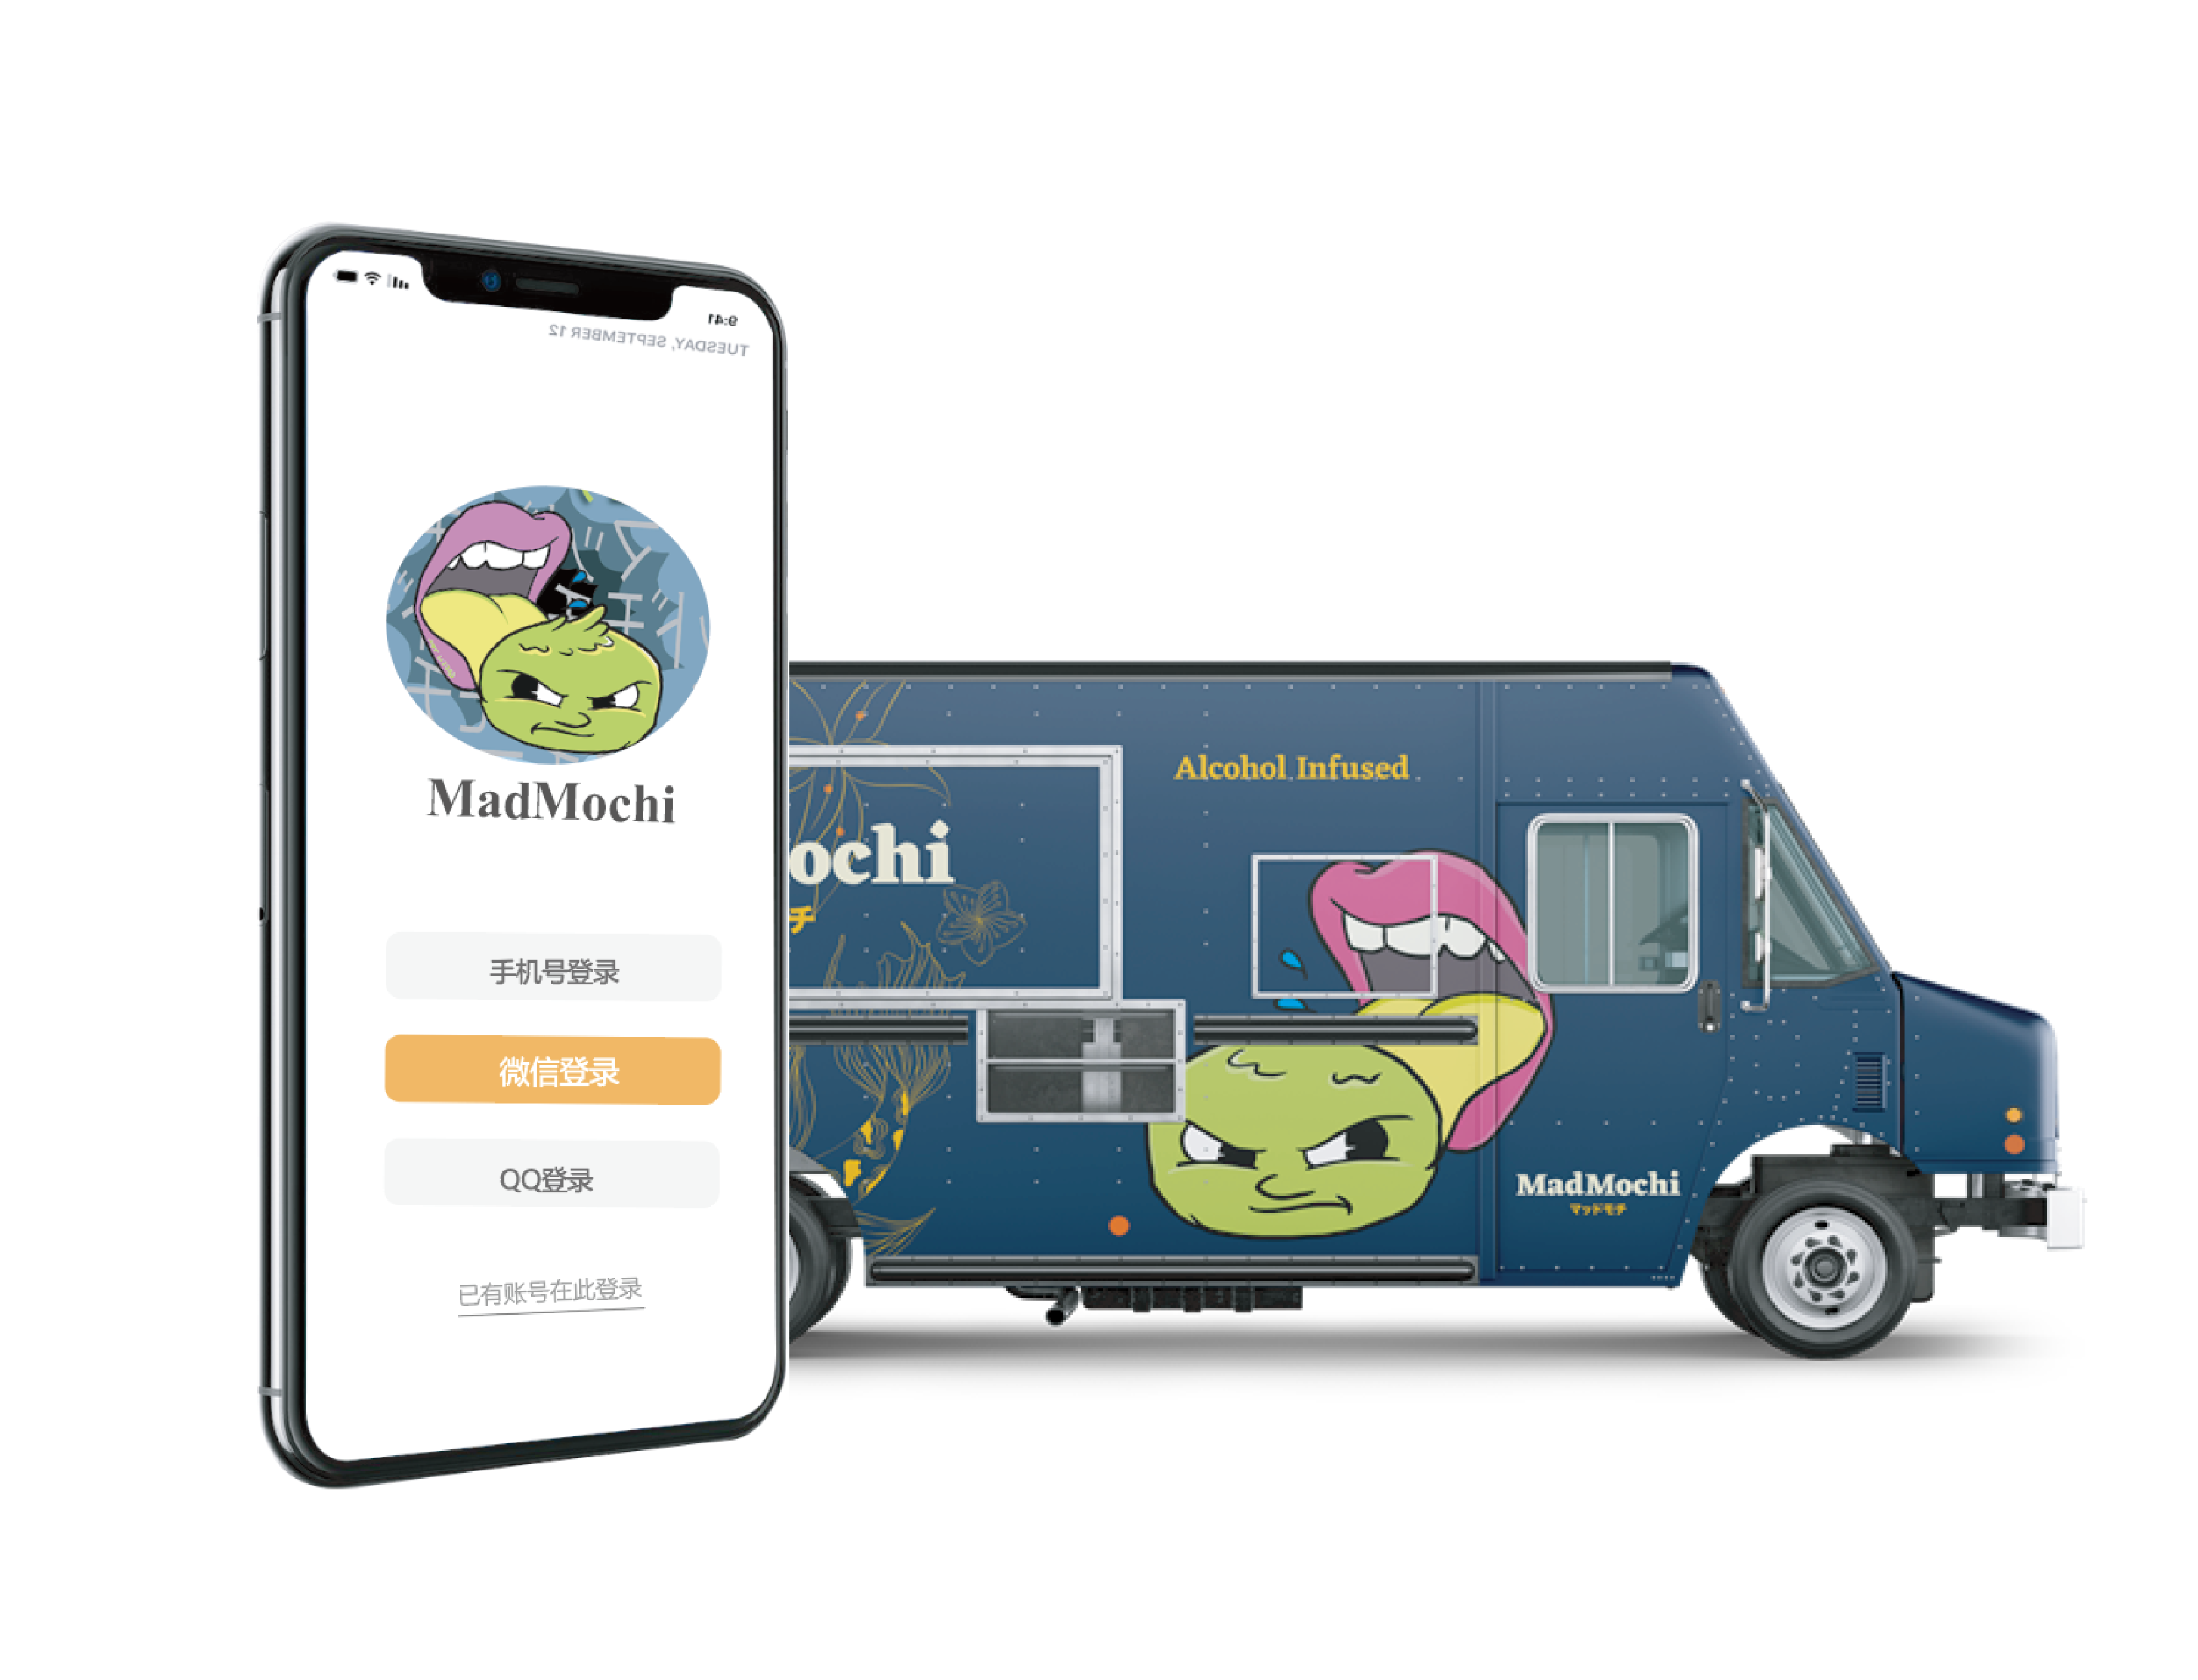 9:41
TUESDAY, SEPTEMBER 12
MadMochi
手机号登录
微信登录
QQ登录
已有账号在此登录
Alcohol Infused
ochi
チ
MadMochi
マッドモチ